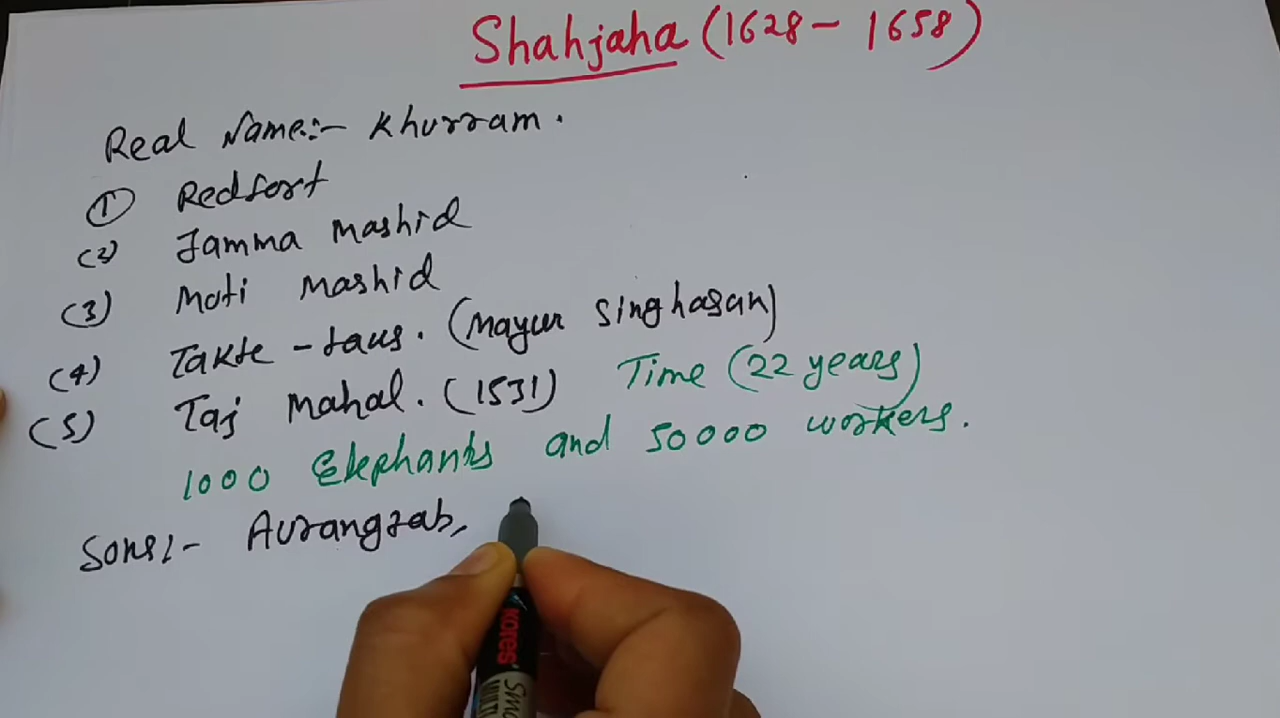 Shahjaha (1628 - 1658)
Real Name:- Khurram.
① Redfort
(2) Jamma Mashid
(3) Moti Mashid
(4) Takte - taus. (Mayur Singhasan)
(5) Taj Mahal. (1531) Time (22 years)
1000 Elephants and 50000 workers.
Sons:- Aurangzab,
kores